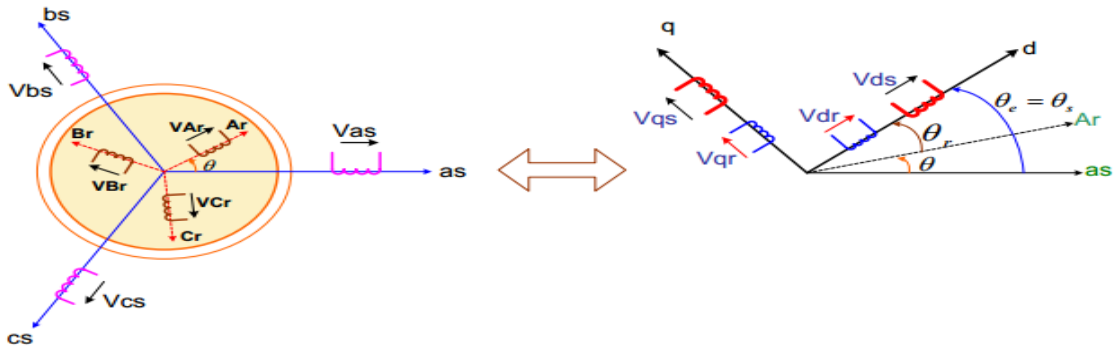 bs
Vbs
Br
VAr
Ar
Vas
θ
as
VBr
VCr
Cr
Vcs
cs
q
d
Vds
Vqs
Vdr
θe = θs
Vqr
θr
Ar
θ
as